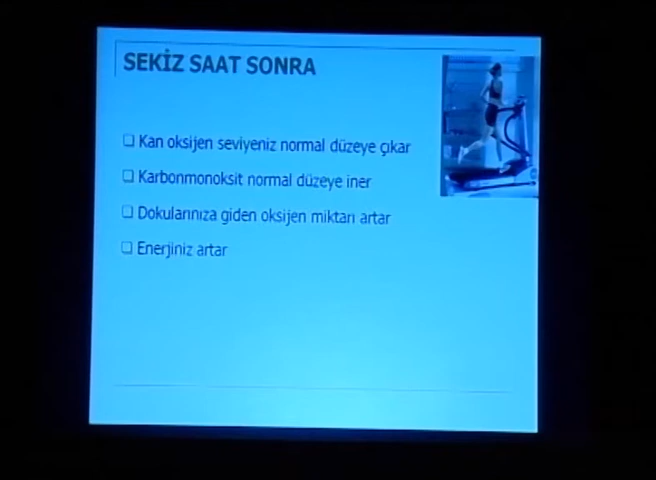 SEKİZ SAAT SONRA
Kan oksijen seviyeniz normal düzeye çıkar
Karbonmonoksit normal düzeye iner
Dokularınıza giden oksijen miktarı artar
Enerjiniz artar